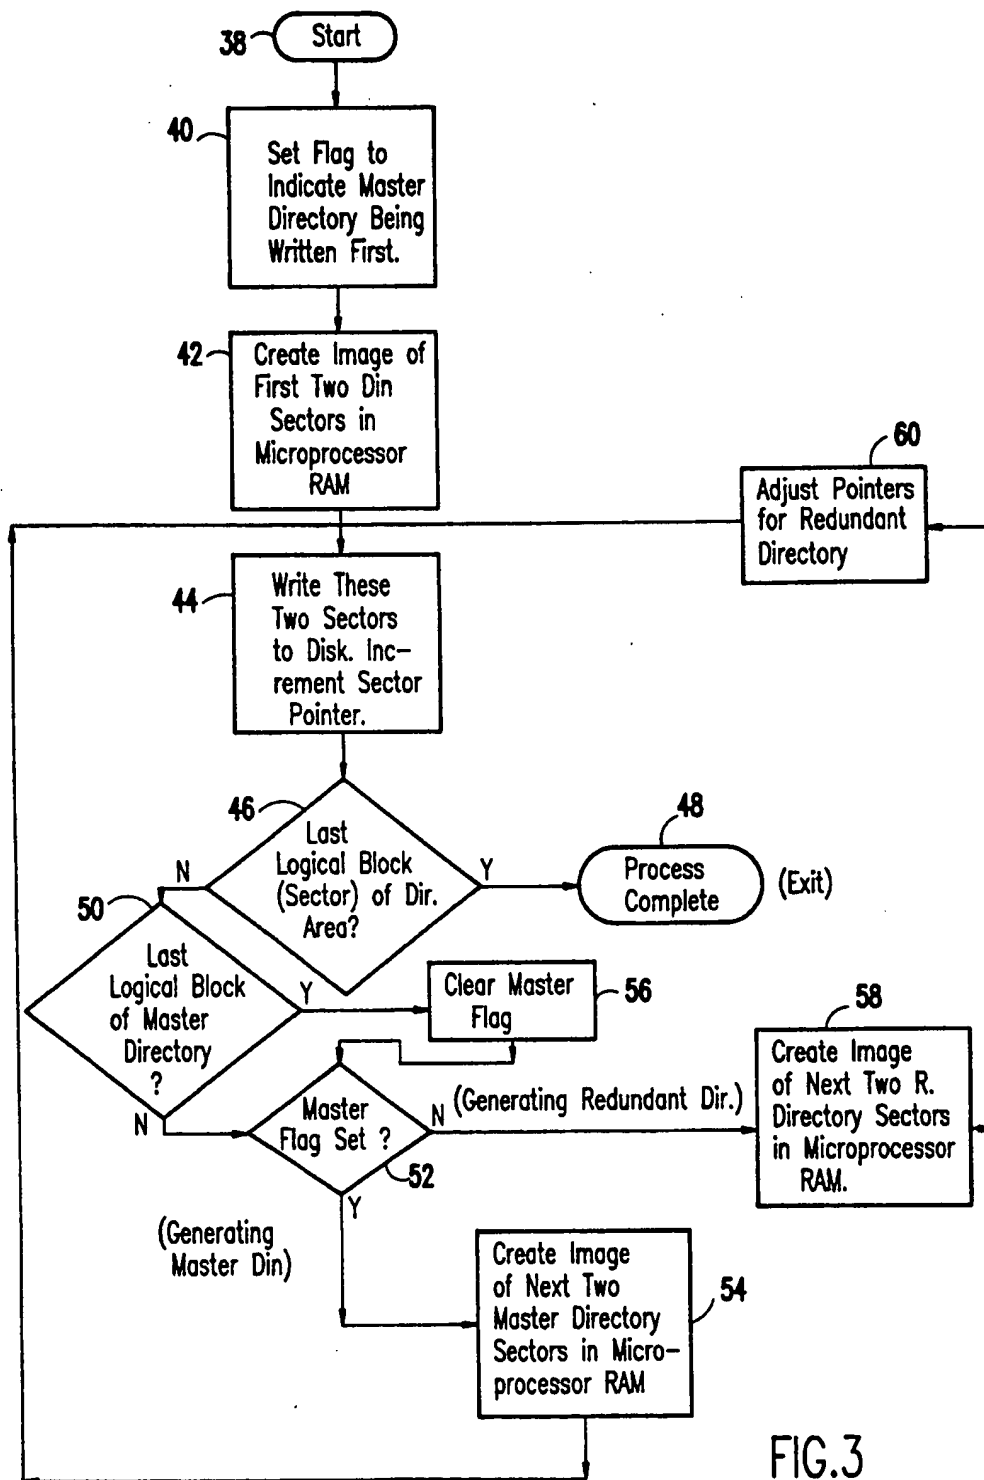 38
Start
40
Set Flag to
Indicate Master
Directory Being
Written First.
42
Create Image of
First Two Din
Sectors in
Microprocessor
RAM
60
Adjust Pointers
for Redundant
Directory
44
Write These
Two Sectors
to Disk. Inc-
rement Sector
Pointer.
46
Last
Logical Block
(Sector) of Dir.
Area?
N
Y
48
Process
Complete
(Exit)
50
Last
Logical Block
of Master
Directory
?
Y
N
Clear Master
Flag
56
Master
Flag Set ?
52
N
(Generating Redundant Dir.)
Y
58
Create Image
of Next Two R.
Directory Sectors
in Microprocessor
RAM.
(Generating
Master Din)
Create Image
of Next Two
Master Directory
Sectors in Micro-
processor RAM
54
FIG.3